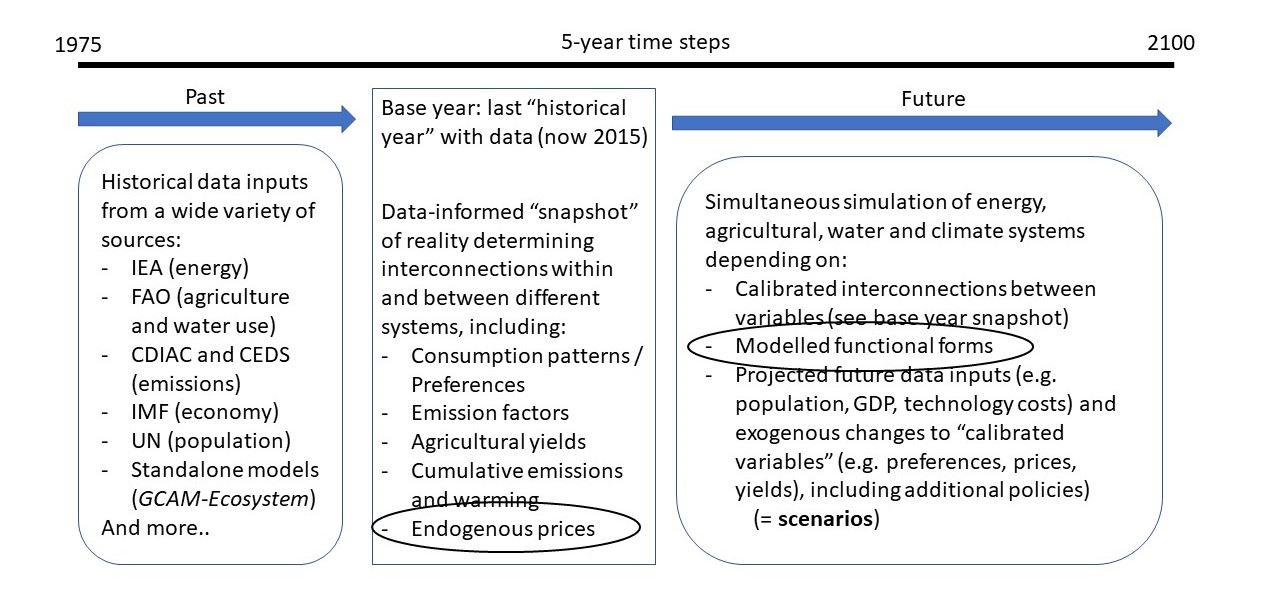 1975
5-year time steps
2100
Past
Historical data inputs
from a wide variety of
sources:
- IEA (energy)
- FAO (agriculture
and water use)
- CDIAC and CEDS
(emissions)
- IMF (economy)
- UN (population)
- Standalone models
(GCAM-Ecosystem)
And more..
Base year: last “historical
year” with data (now 2015)
Data-informed “snapshot”
of reality determining
interconnections within
and between different
systems, including:
- Consumption patterns /
Preferences
- Emission factors
- Agricultural yields
- Cumulative emissions
and warming
- Endogenous prices
Future
Simultaneous simulation of energy,
agricultural, water and climate systems
depending on:
- Calibrated interconnections between
variables (see base year snapshot)
- Modelled functional forms
- Projected future data inputs (e.g.
population, GDP, technology costs) and
exogenous changes to “calibrated
variables” (e.g. preferences, prices,
yields), including additional policies)
(= scenarios)